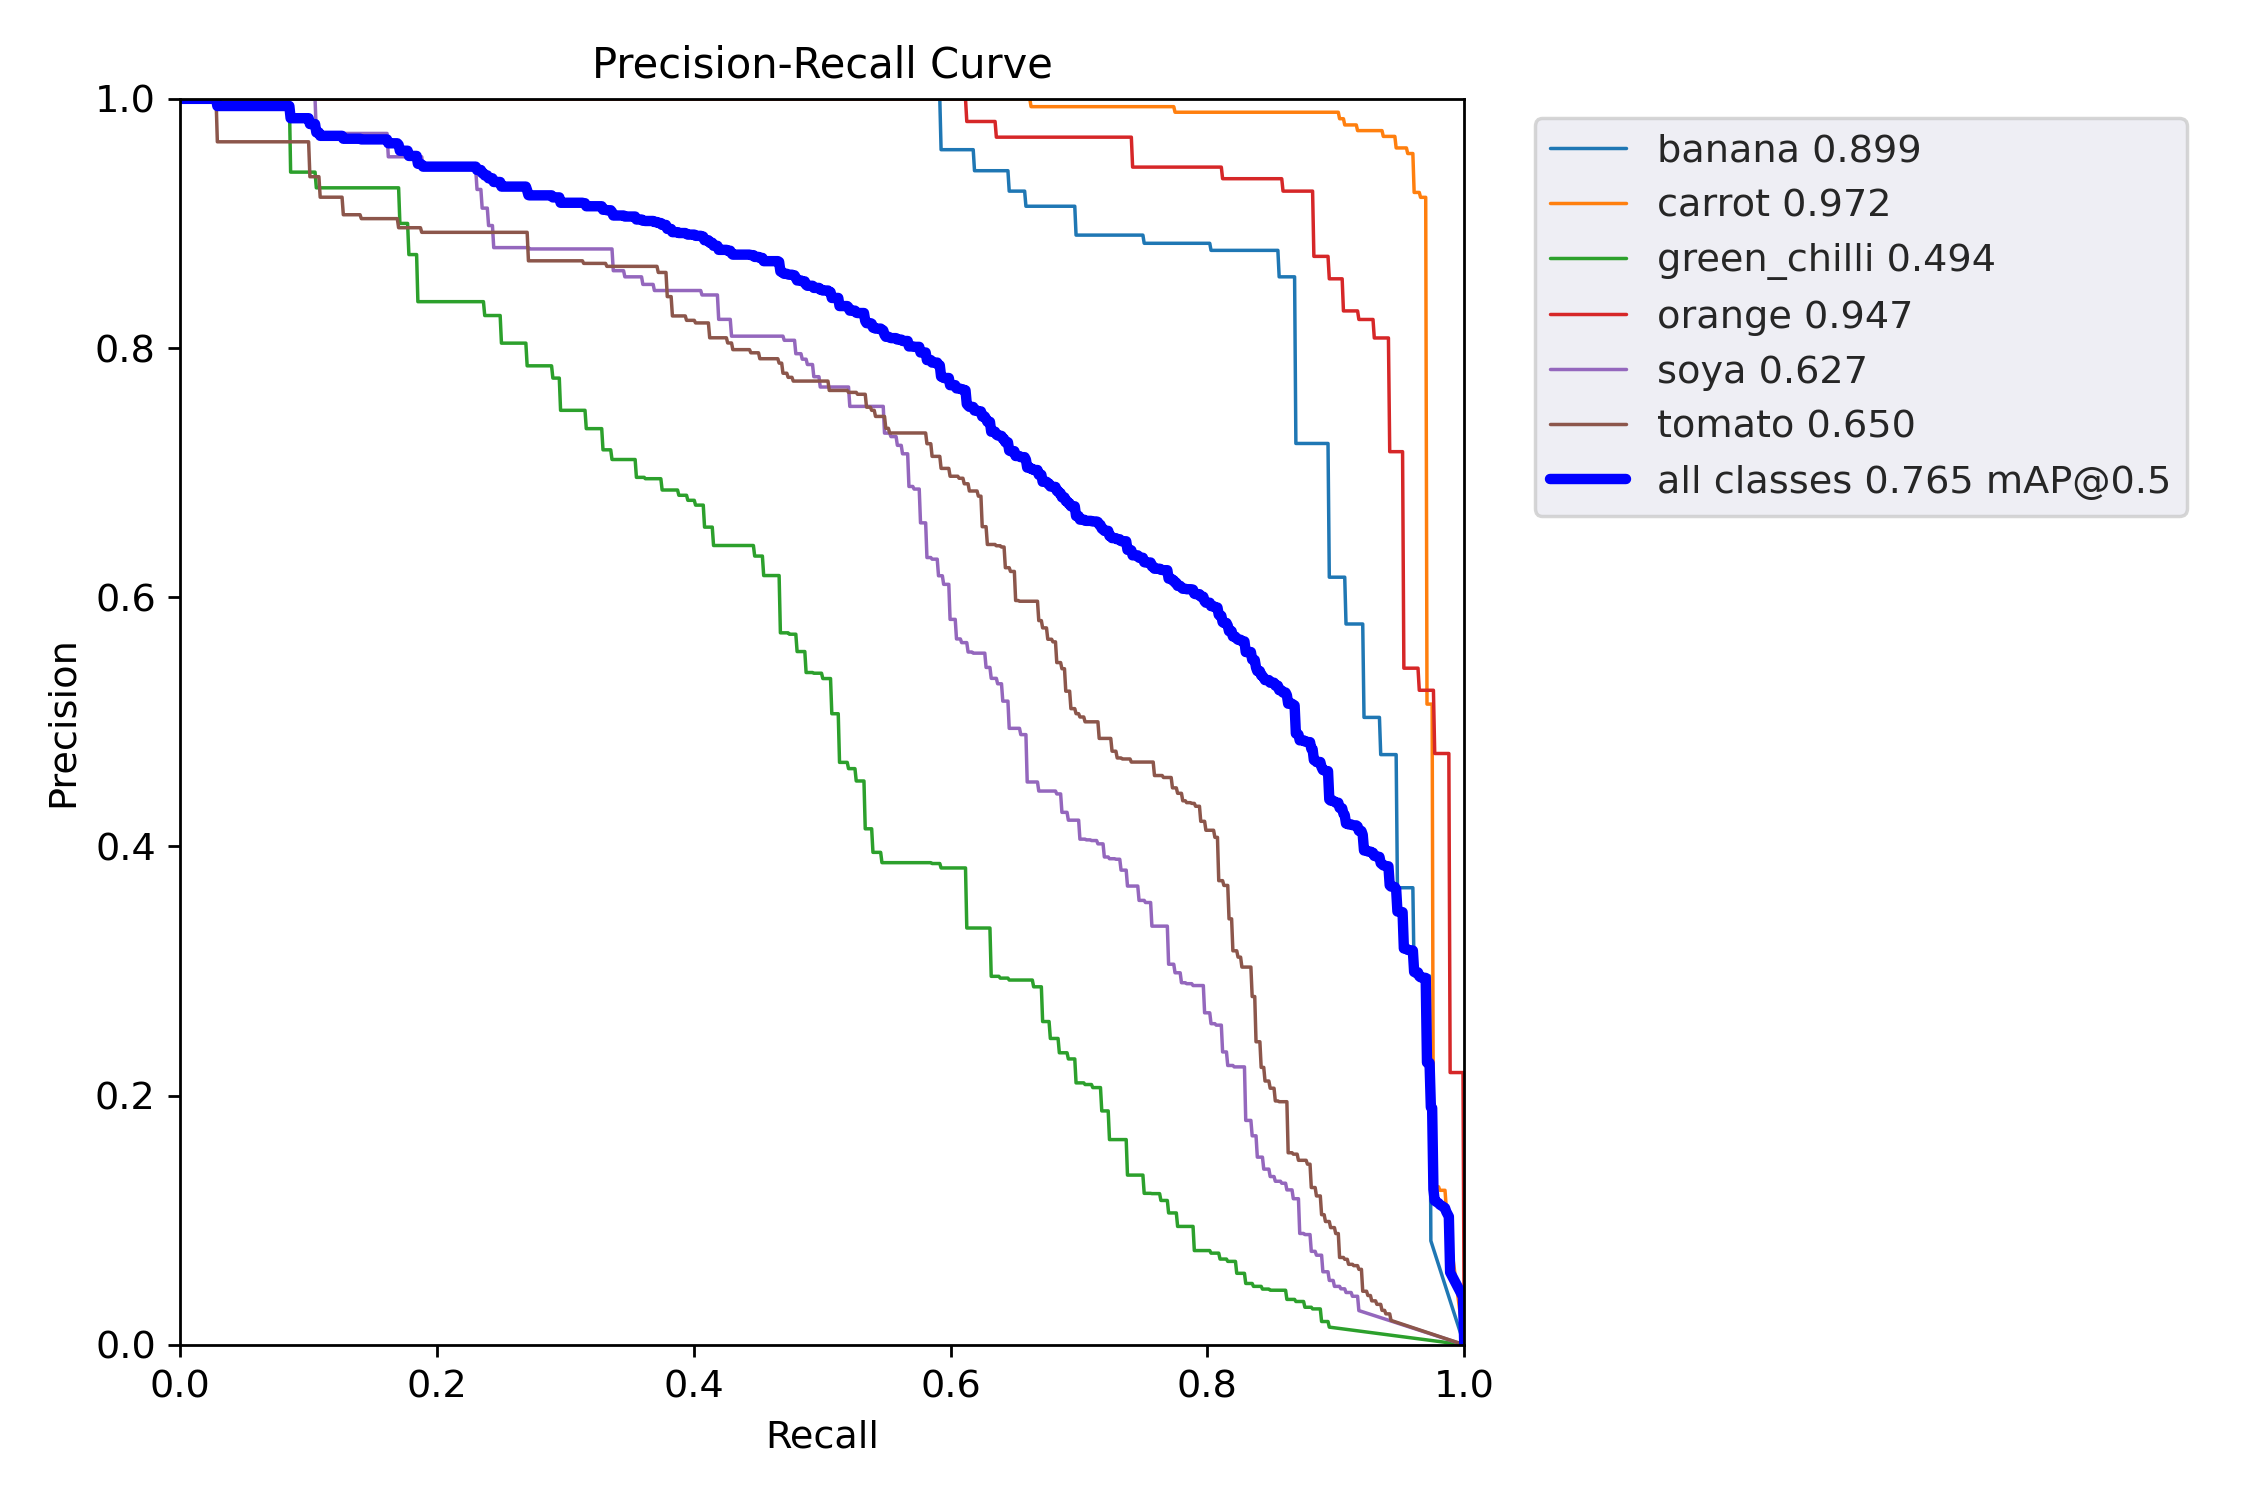 Precision-Recall Curve
1.0
0.8
0.6
0.4
0.2
0.0
Precision
0.0 0.2 0.4 0.6 0.8 1.0
Recall
banana 0.899
carrot 0.972
green_chilli 0.494
orange 0.947
soya 0.627
tomato 0.650
all classes 0.765 mAP@0.5